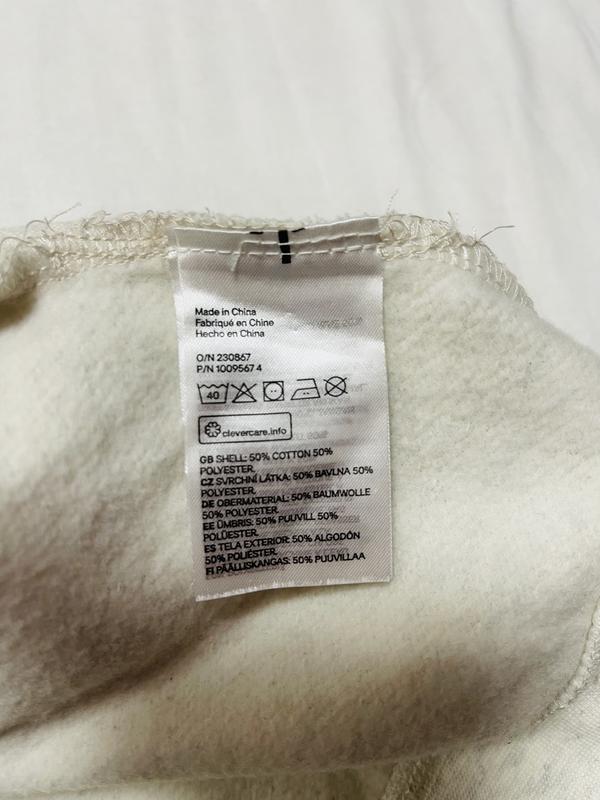 Made in China
Fabriqué en Chine
Hecho en China
O/N 230867
P/N 1009567 4
40
clevercare.info
GB SHELL: 50% COTTON 50%
POLYESTER.
CZ SVRCHNÍ LÁTKA: 50% BAVLNA 50%
POLYESTER.
DE OBERMATERIAL: 50% BAUMWOLLE
50% POLYESTER.
EE ÜMBRIS: 50% PUUVILL 50%
POLÜESTER.
ES TELA EXTERIOR: 50% ALGODÓN
50% POLIÉSTER.
FI PÄÄLLISKANGAS: 50% PUUVILLAA